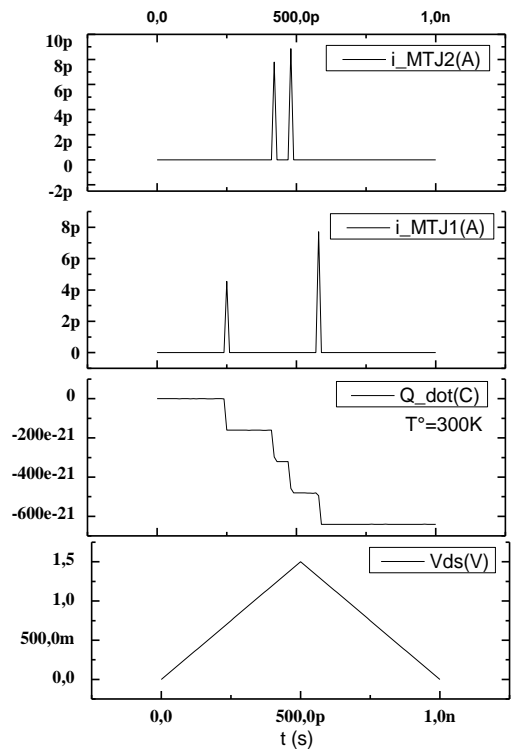 0,0 500,0p 1,0n
10p
8p
6p
4p
2p
0
-2p
i_MTJ2(A)
8p
6p
4p
2p
0
i_MTJ1(A)
0
-200e-21
-400e-21
-600e-21
Q_dot(C)
T°=300K
1,5
1,0
500,0m
0,0
Vds(V)
0,0 500,0p 1,0n
t (s)